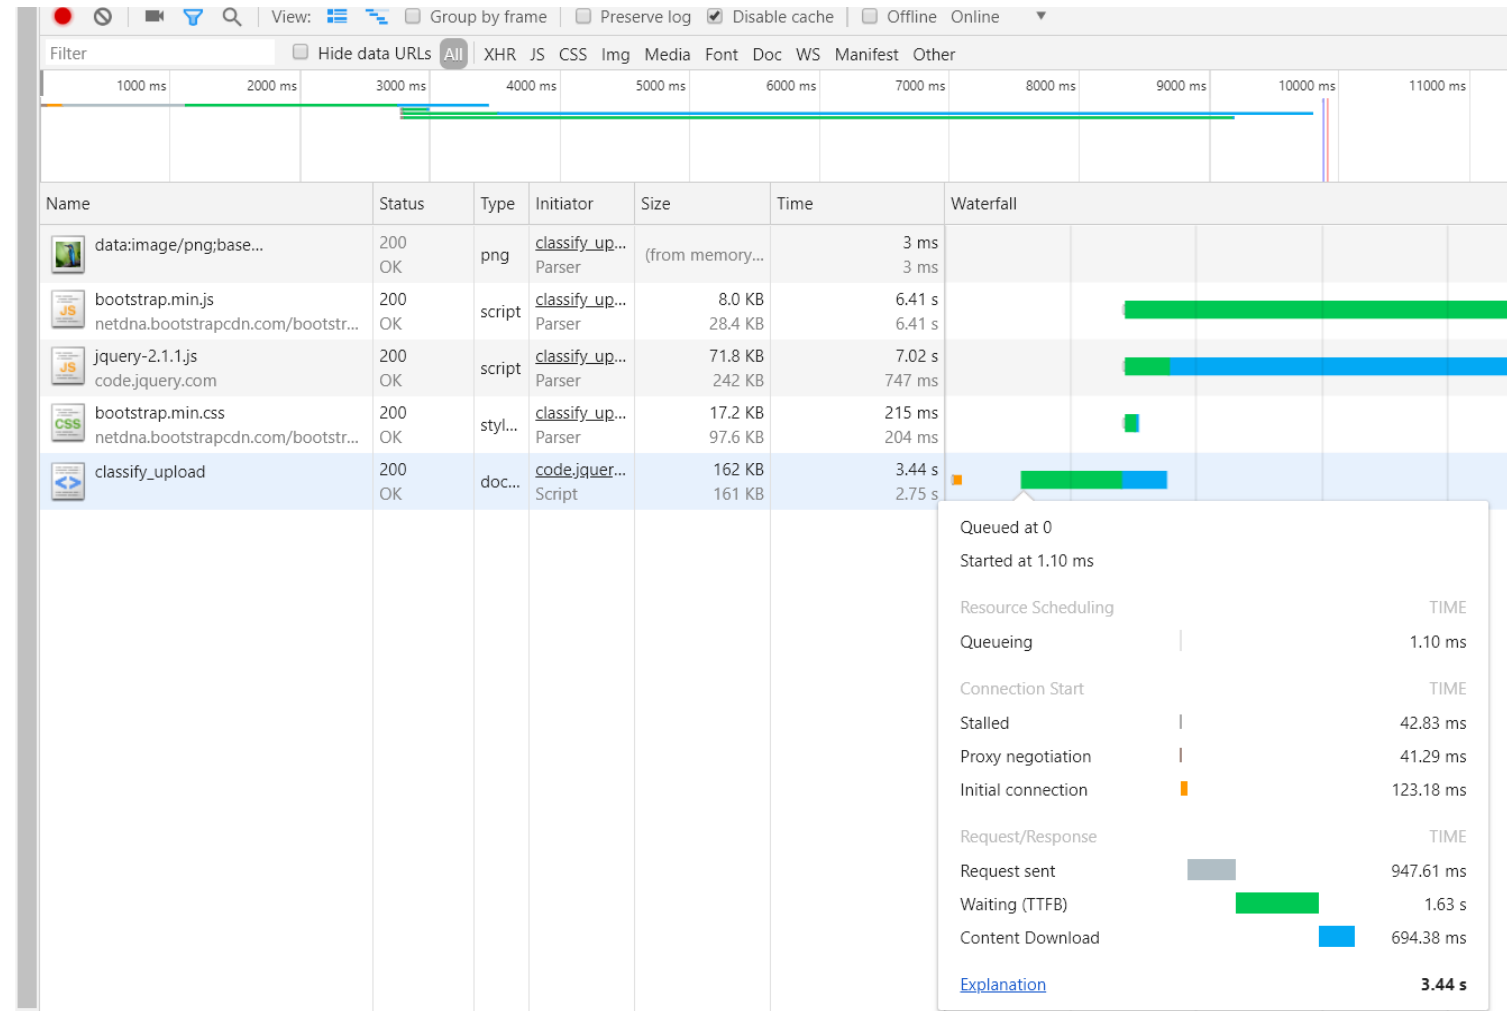 View: Group by frame Preserve log Disable cache Offline Online
Filter Hide data URLs All XHR JS CSS Img Media Font Doc WS Manifest Other
1000 ms 2000 ms 3000 ms 4000 ms 5000 ms 6000 ms 7000 ms 8000 ms 9000 ms 10000 ms 11000 ms
Name Status Type Initiator Size Time Waterfall
data:image/png;base... 200 png classify_up... (from memory... 3 ms
OK Parser 3 ms
JS bootstrap.min.js 200 script classify_up... 8.0 KB 6.41 s
netdna.bootstrapcdn.com/bootstr... OK Parser 28.4 KB 6.41 s
JS jquery-2.1.1.js 200 script classify_up... 71.8 KB 7.02 s
code.jquery.com OK Parser 242 KB 747 ms
CSS bootstrap.min.css 200 styl... classify_up... 17.2 KB 215 ms
netdna.bootstrapcdn.com/bootstr... OK Parser 97.6 KB 204 ms
<> classify_upload 200 doc... code.jquer... 162 KB 3.44 s
OK Script 161 KB 2.75 s
Queued at 0
Started at 1.10 ms
Resource Scheduling TIME
Queueing 1.10 ms
Connection Start TIME
Stalled 42.83 ms
Proxy negotiation 41.29 ms
Initial connection 123.18 ms
Request/Response TIME
Request sent 947.61 ms
Waiting (TTFB) 1.63 s
Content Download 694.38 ms
Explanation 3.44 s